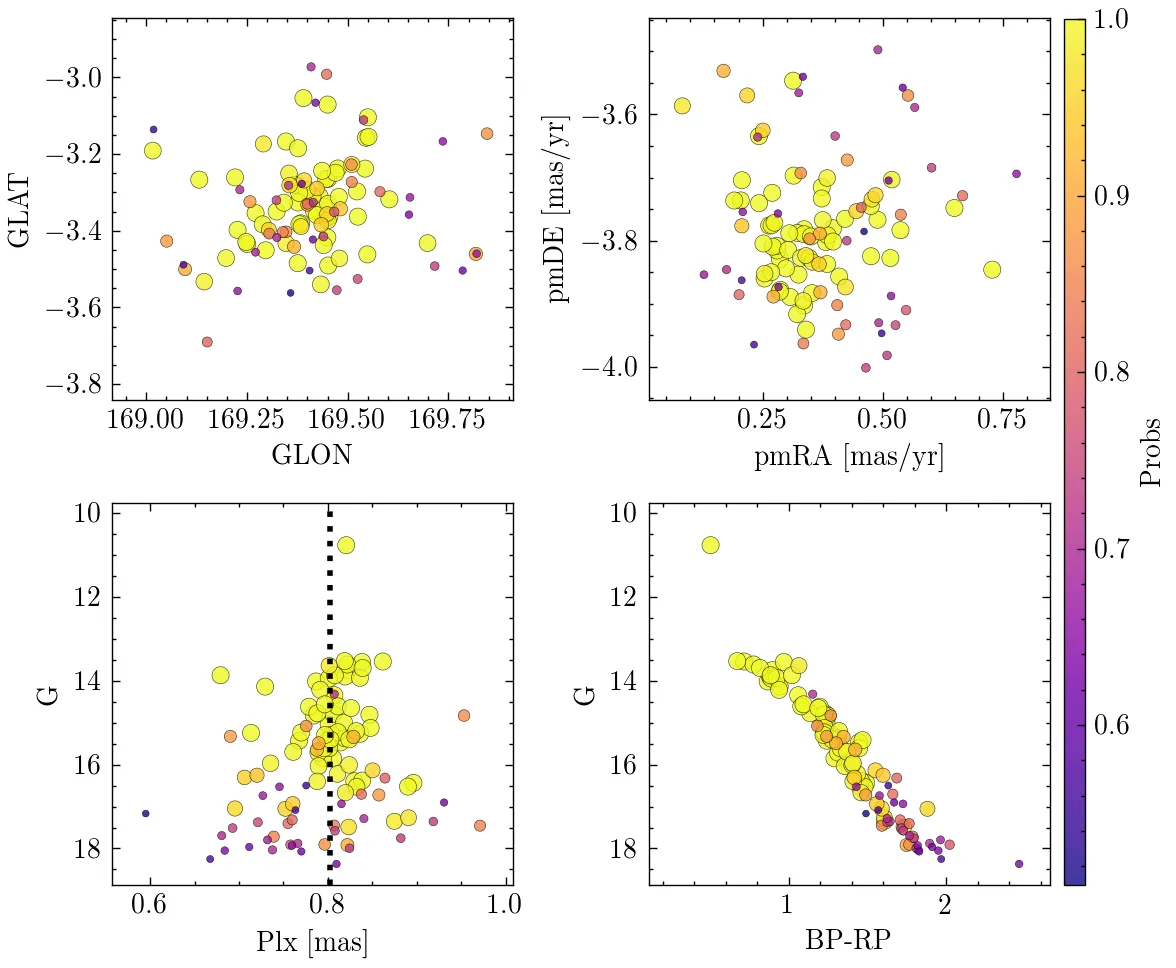 −3.0
−3.2
−3.4
−3.6
−3.8
GLAT
169.00 169.25 169.50 169.75
GLON
−3.6
−3.8
−4.0
pmDE [mas/yr]
0.25 0.50 0.75
pmRA [mas/yr]
1.0
0.9
0.8
0.7
0.6
Probs
10
12
14
16
18
G
0.6 0.8 1.0
Plx [mas]
10
12
14
16
18
G
1 2
BP-RP